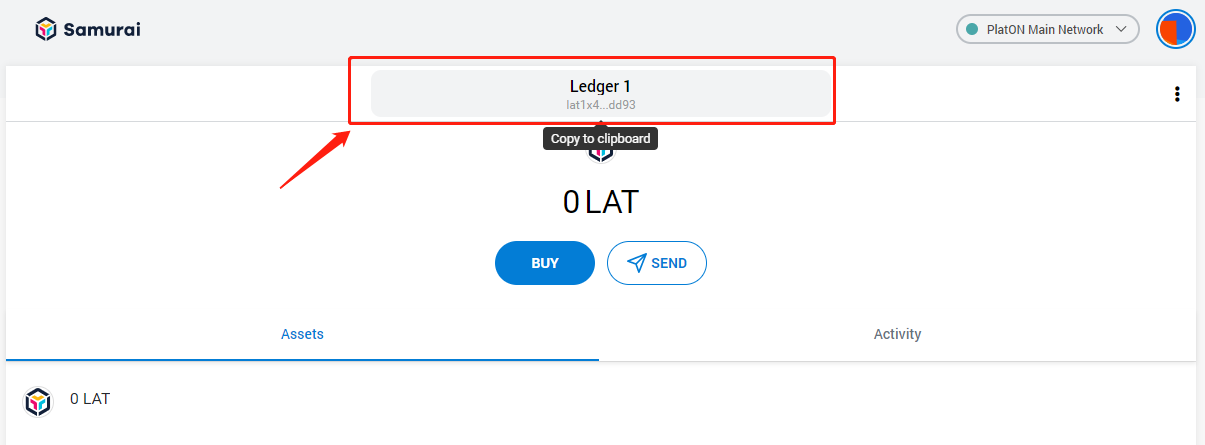 Samurai
PlatON Main Network
Ledger 1
lat1x4...dd93
Copy to clipboard
0 LAT
BUY
SEND
Assets
Activity
0 LAT